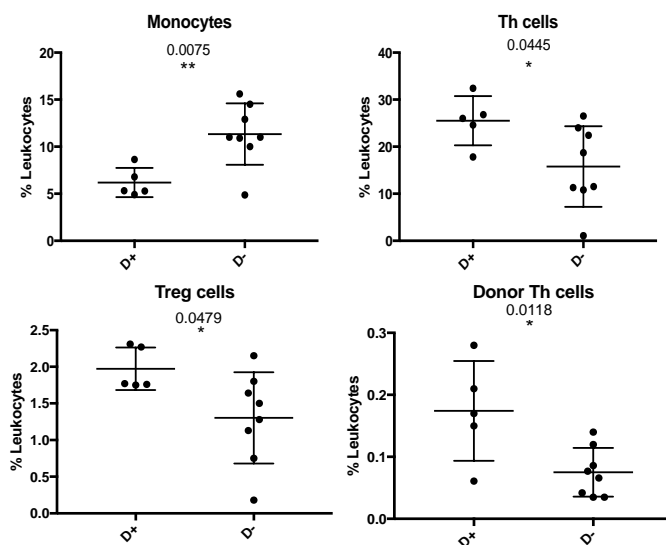 Monocytes
0.0075
**
20
15
10
5
0
% Leukocytes
D+
D-
Th cells
0.0445
*
40
30
20
10
0
% Leukocytes
D+
D-
Treg cells
0.0479
*
2.5
2.0
1.5
1.0
0.5
0.0
% Leukocytes
D+
D-
Donor Th cells
0.0118
*
0.3
0.2
0.1
0.0
% Leukocytes
D+
D-